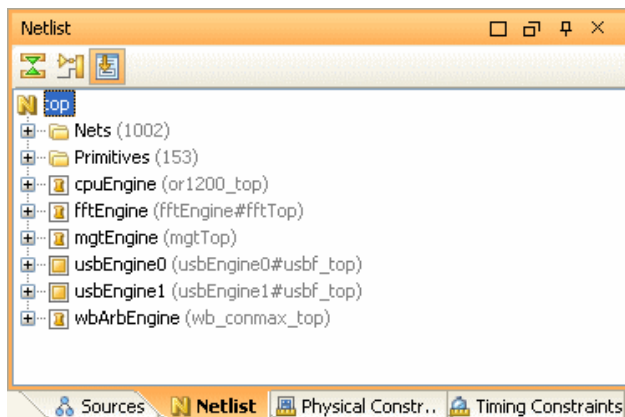 Netlist
top
Nets (1002)
Primitives (153)
cpuEngine (or1200_top)
fftEngine (fftEngine#fftTop)
mgtEngine (mgtTop)
usbEngine0 (usbEngine0#usbf_top)
usbEngine1 (usbEngine1#usbf_top)
wbArbEngine (wb_conmax_top)
Sources Netlist Physical Constr.. Timing Constraints